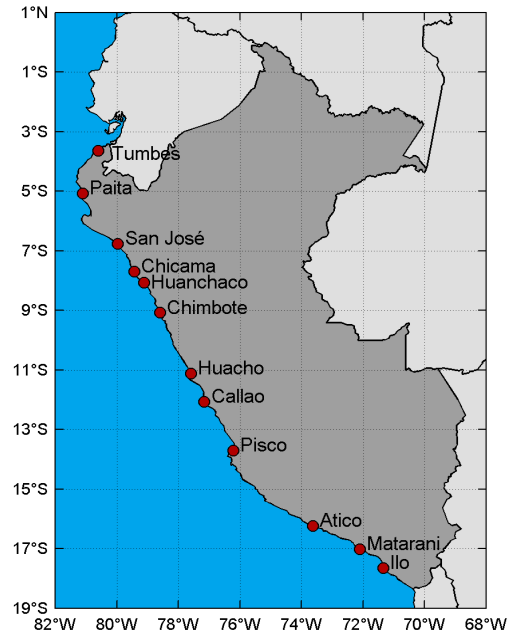 1°N
1°S
3°S
Tumbes
5°S
Paita
San José
7°S
Chicama
Huanchaco
9°S
Chimbote
11°S
Huacho
Callao
13°S
Pisco
15°S
Atico
17°S
Matarani
Ilo
19°S
82°W 80°W 78°W 76°W 74°W 72°W 70°W 68°W